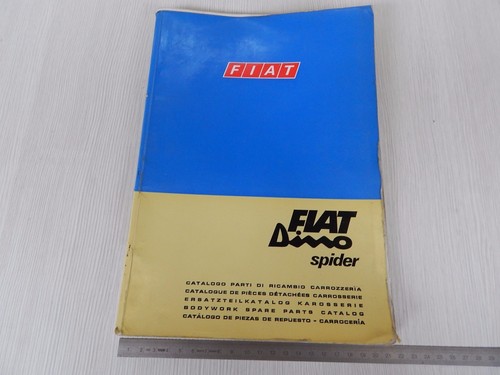 FIAT
FIAT
Dino
spider
CATALOGO PARTI DI RICAMBIO CARROZZERIA
CATALOGUE DE PIÈCES DÉTACHÉES CARROSSERIE
ERSATZTEILKATALOG KAROSSERIE
BODYWORK SPARE PARTS CATALOG
CATÁLOGO DE PIEZAS DE REPUESTO - CARROCERÍA